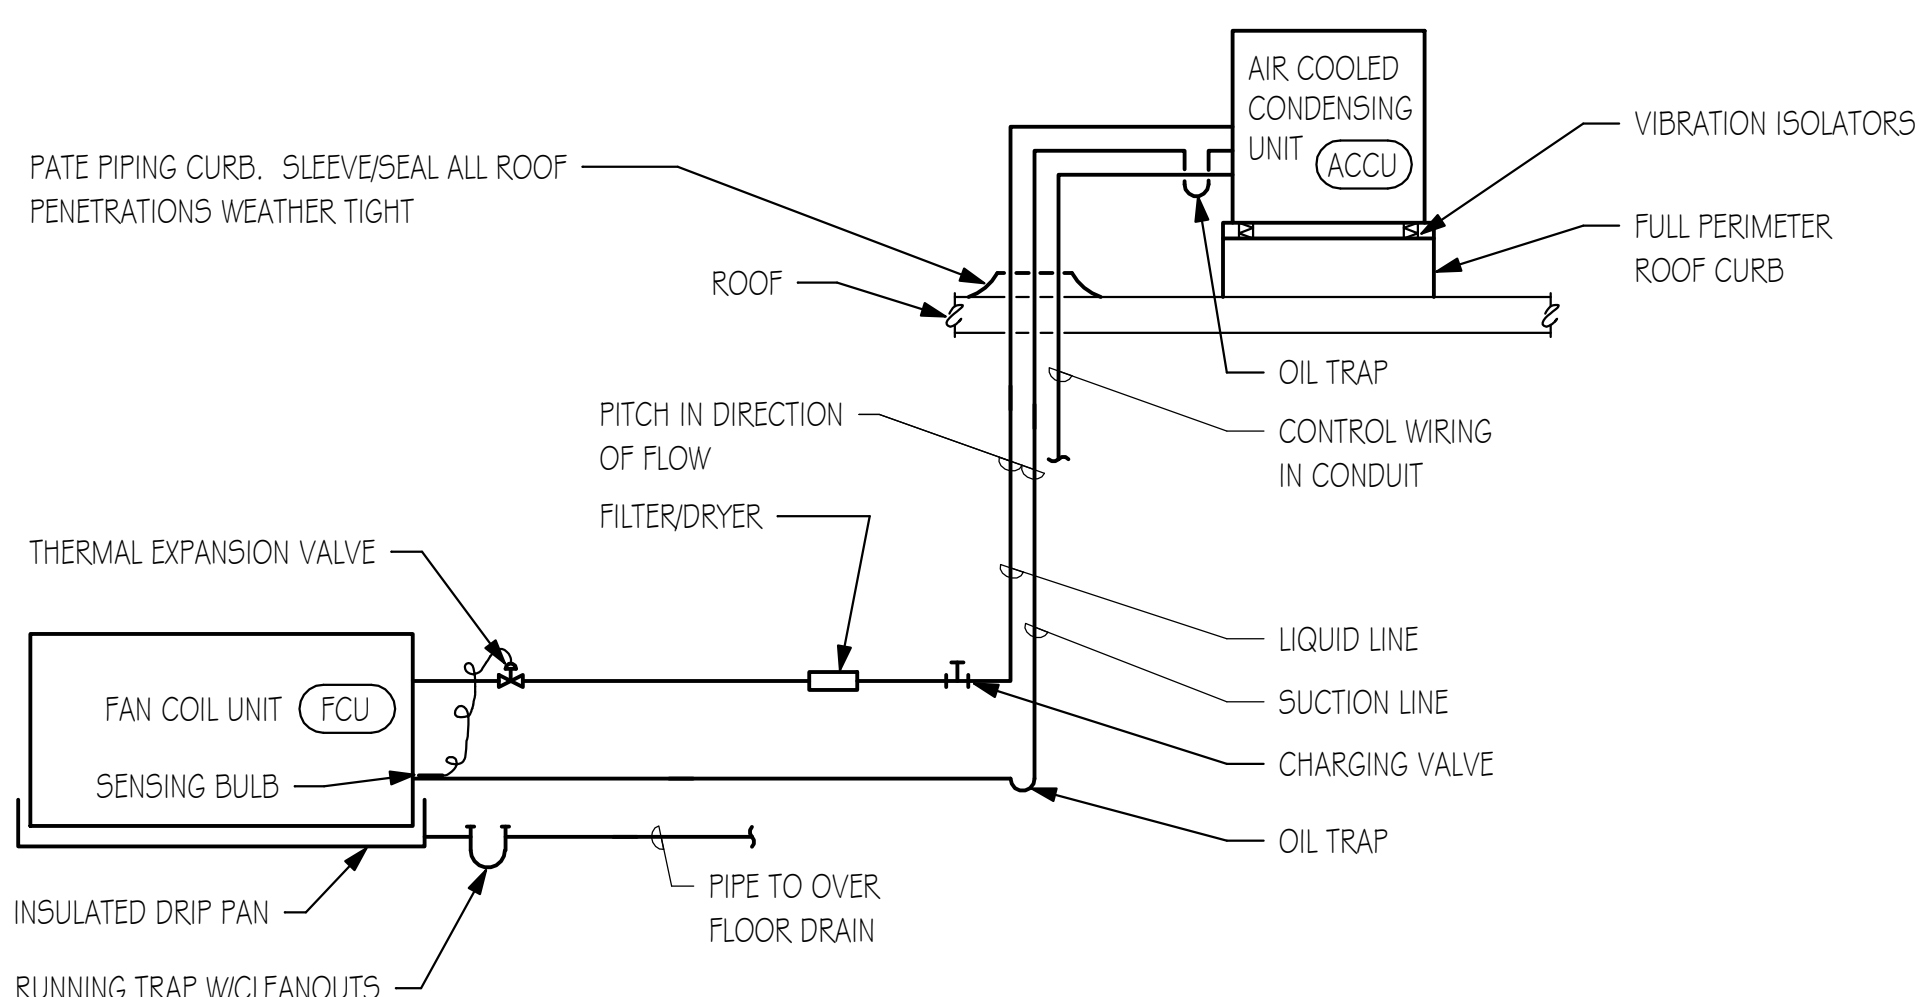 AIR COOLED
CONDENSING
UNIT
ACCU
VIBRATION ISOLATORS
PATE PIPING CURB.  SLEEVE/SEAL ALL ROOF
PENETRATIONS WEATHER TIGHT
FULL PERIMETER
ROOF CURB
ROOF
OIL TRAP
PITCH IN DIRECTION
OF FLOW
CONTROL WIRING
IN CONDUIT
FILTER/DRYER
THERMAL EXPANSION VALVE
LIQUID LINE
FAN COIL UNIT
FCU
SUCTION LINE
CHARGING VALVE
SENSING BULB
OIL TRAP
PIPE TO OVER
FLOOR DRAIN
INSULATED DRIP PAN
RUNNING TRAP W/CLEANOUTS